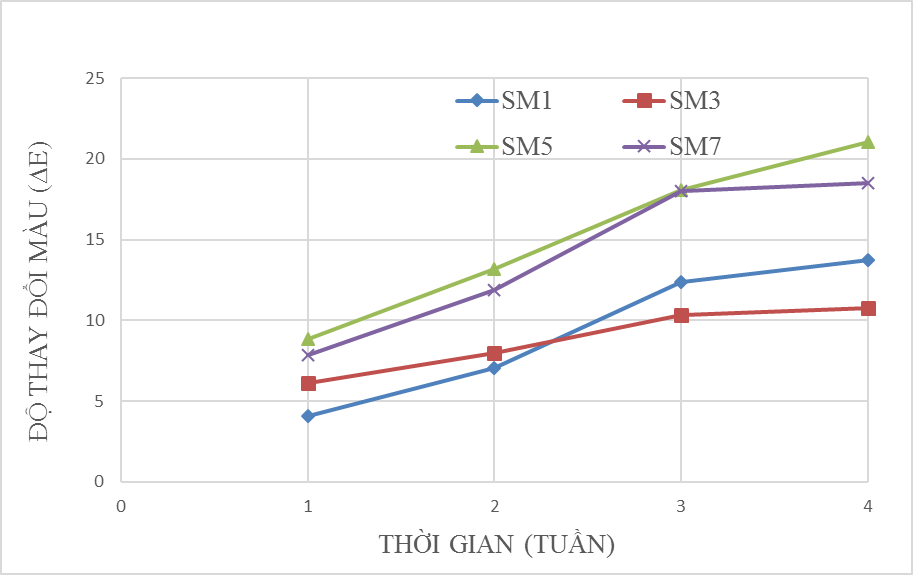 25
20
15
10
5
0
0 1 2 3 4
SM1 SM3
SM5 SM7
ĐỘ THAY ĐỔI MÀU (ΔE)
THỜI GIAN (TUẦN)